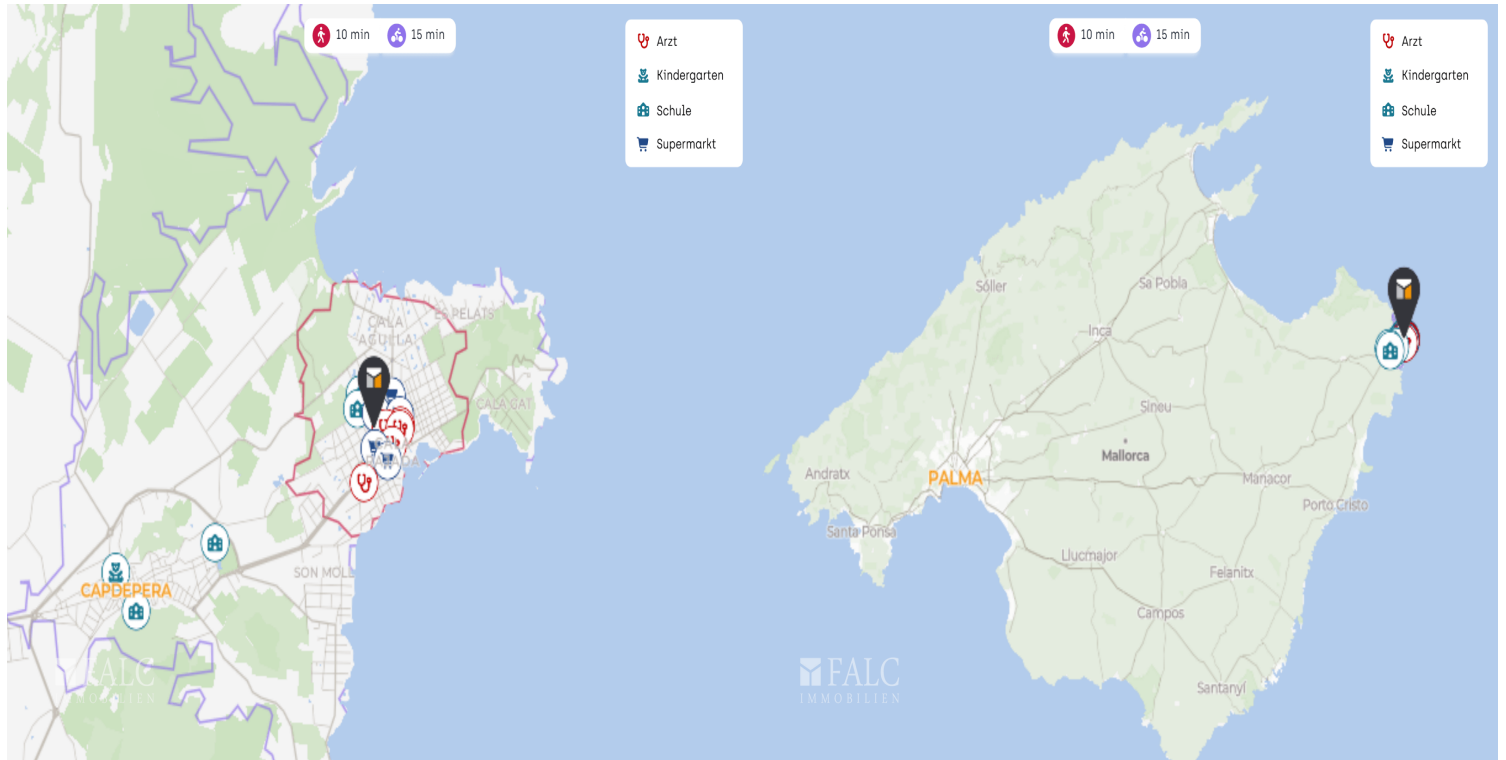 10 min
15 min
Arzt
Kindergarten
Schule
Supermarkt
CALA
AGULLA
ES PELATS
CALA GAT
SON MOLL
CAPDEPERA
FALC
IMMOBILIEN
10 min
15 min
Arzt
Kindergarten
Schule
Supermarkt
Sóller
Sa Pobla
Inca
Sineu
Mallorca
Andratx
PALMA
Manacor
Porto Cristo
Santa Ponsa
Llucmajor
Felanitx
Campos
Santanyí
FALC
IMMOBILIEN